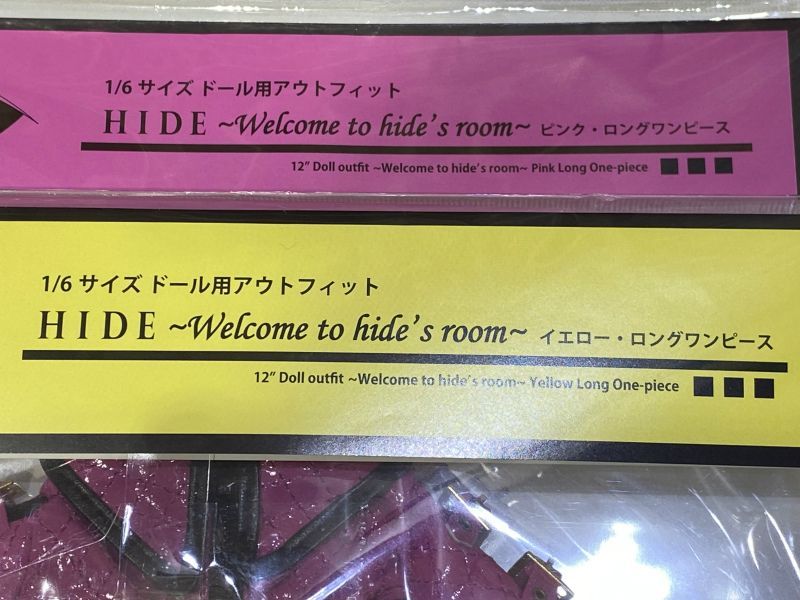 1/6 サイズ ドール用アウトフィット
HIDE ~Welcome to hide's room~ ピンク・ロングワンピース
12" Doll outfit ~Welcome to hide's room~ Pink Long One-piece ■ ■ ■
1/6 サイズ ドール用アウトフィット
HIDE ~Welcome to hide's room~ イエロー・ロングワンピース
12" Doll outfit ~Welcome to hide's room~ Yellow Long One-piece ■ ■ ■